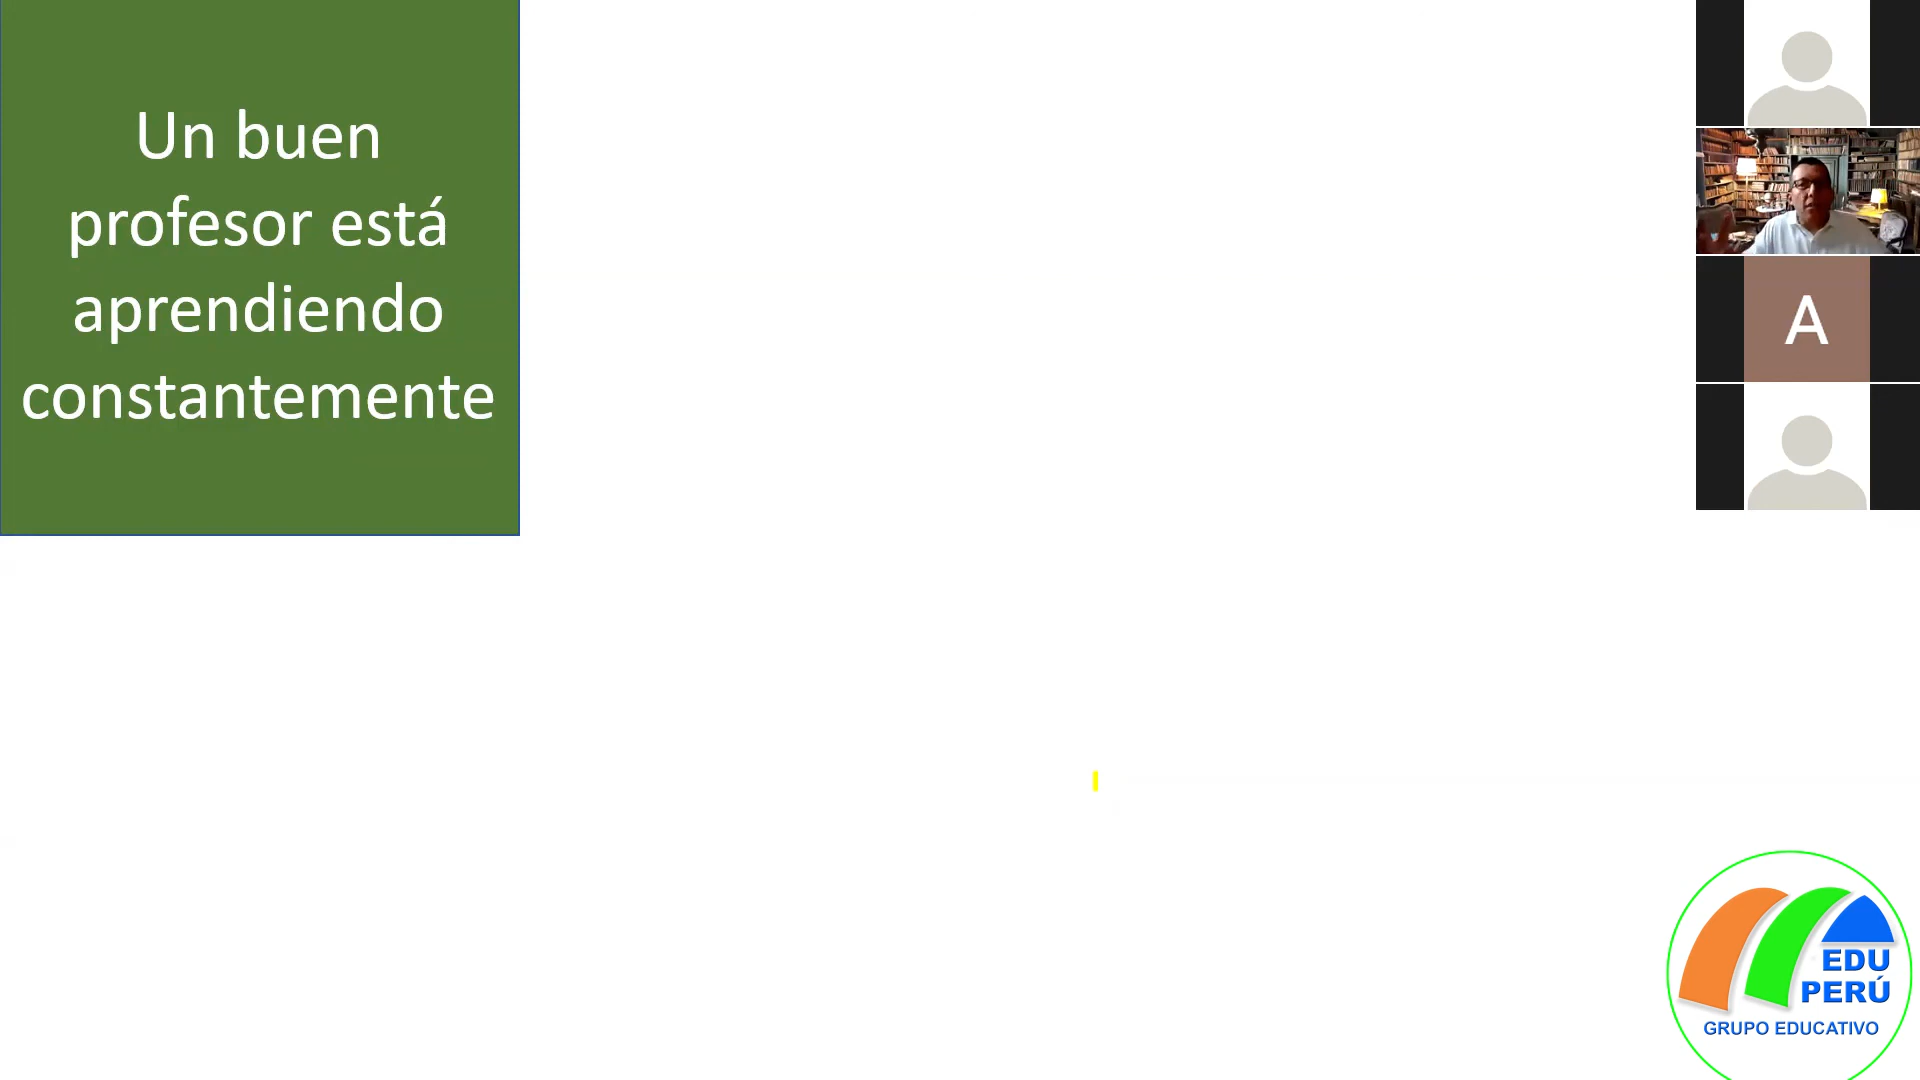 Un buen
profesor está
aprendiendo
constantemente
A
EDU
PERÚ
GRUPO EDUCATIVO